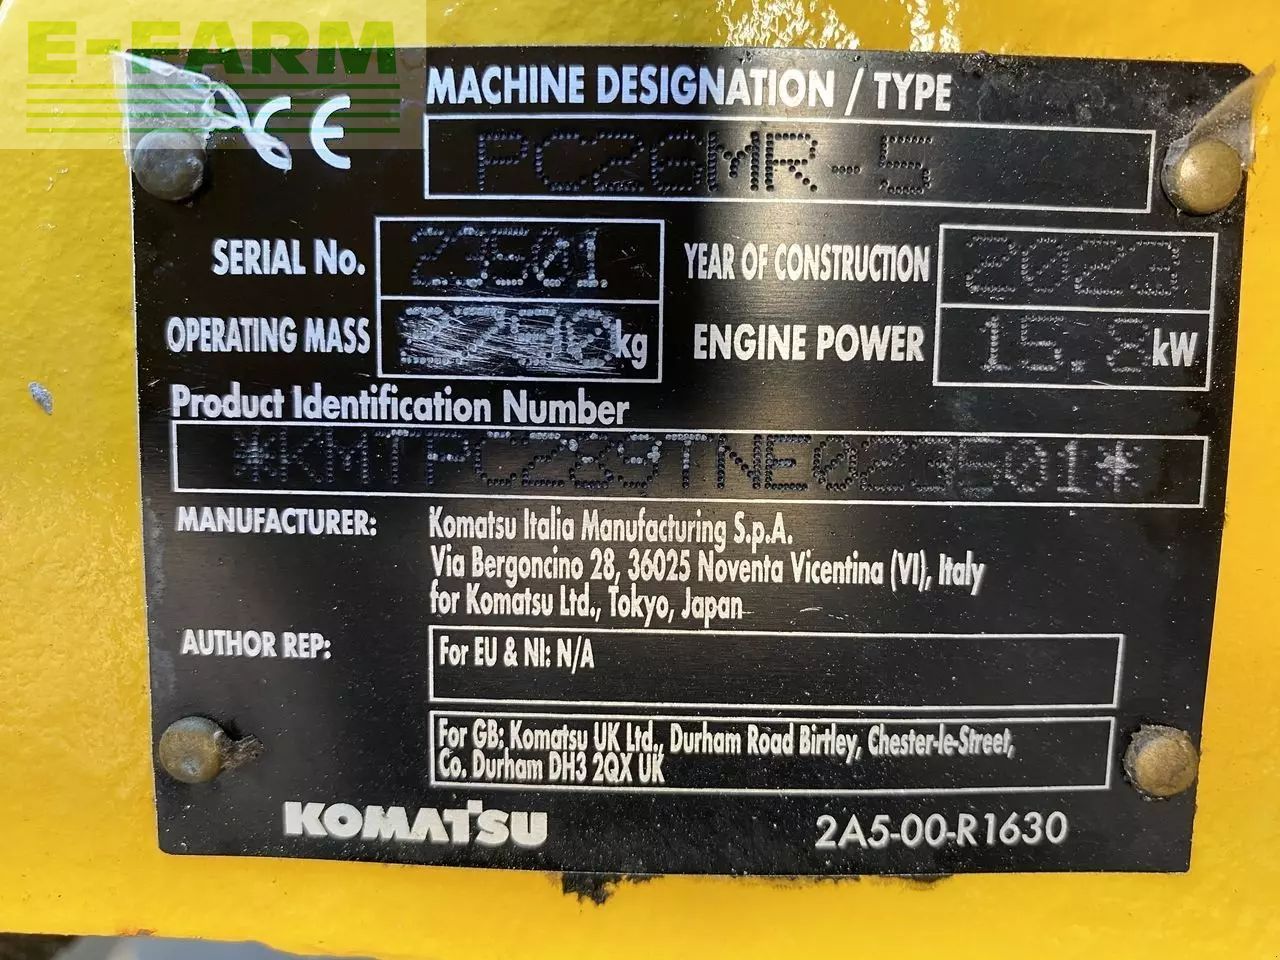 E-FARM
CE
MACHINE DESIGNATION / TYPE
PC26MR-5
SERIAL No. 23501.
YEAR OF CONSTRUCTION
OPERATING MASS kg
ENGINE POWER 15.8 kW
Product Identification Number
MANUFACTURER: Komatsu Italia Manufacturing S.p.A.
Via Bergoncino 28, 36025 Noventa Vicentina (VI), Italy
for Komatsu Ltd., Tokyo, Japan
AUTHOR REP: For EU & NI: N/A
For GB: Komatsu UK Ltd., Durham Road Birtley, Chester-le-Street,
Co. Durham DH3 2QX UK
KOMATSU
2A5-00-R1630